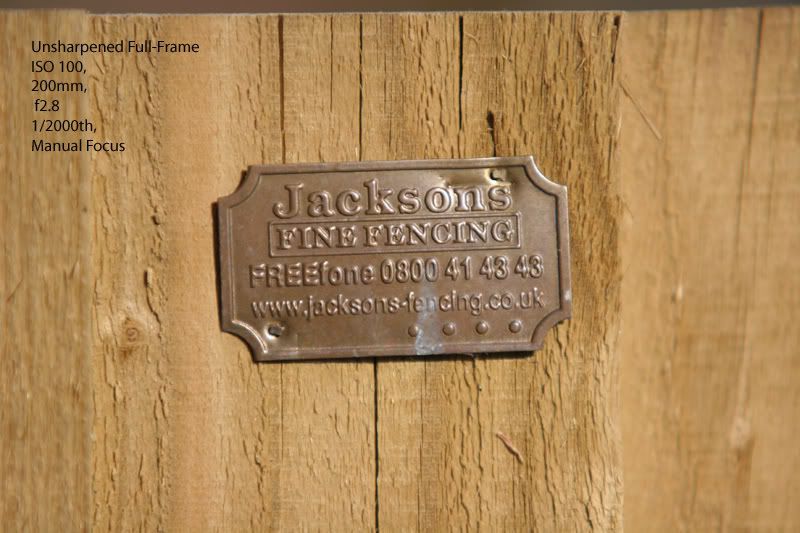 Unsharpened Full-Frame
ISO 100,
200mm,
f2.8
1/2000th,
Manual Focus
Jacksons
FINE FENCING
FREEfone 0800 41 43 43
www.jacksons-fencing.co.uk